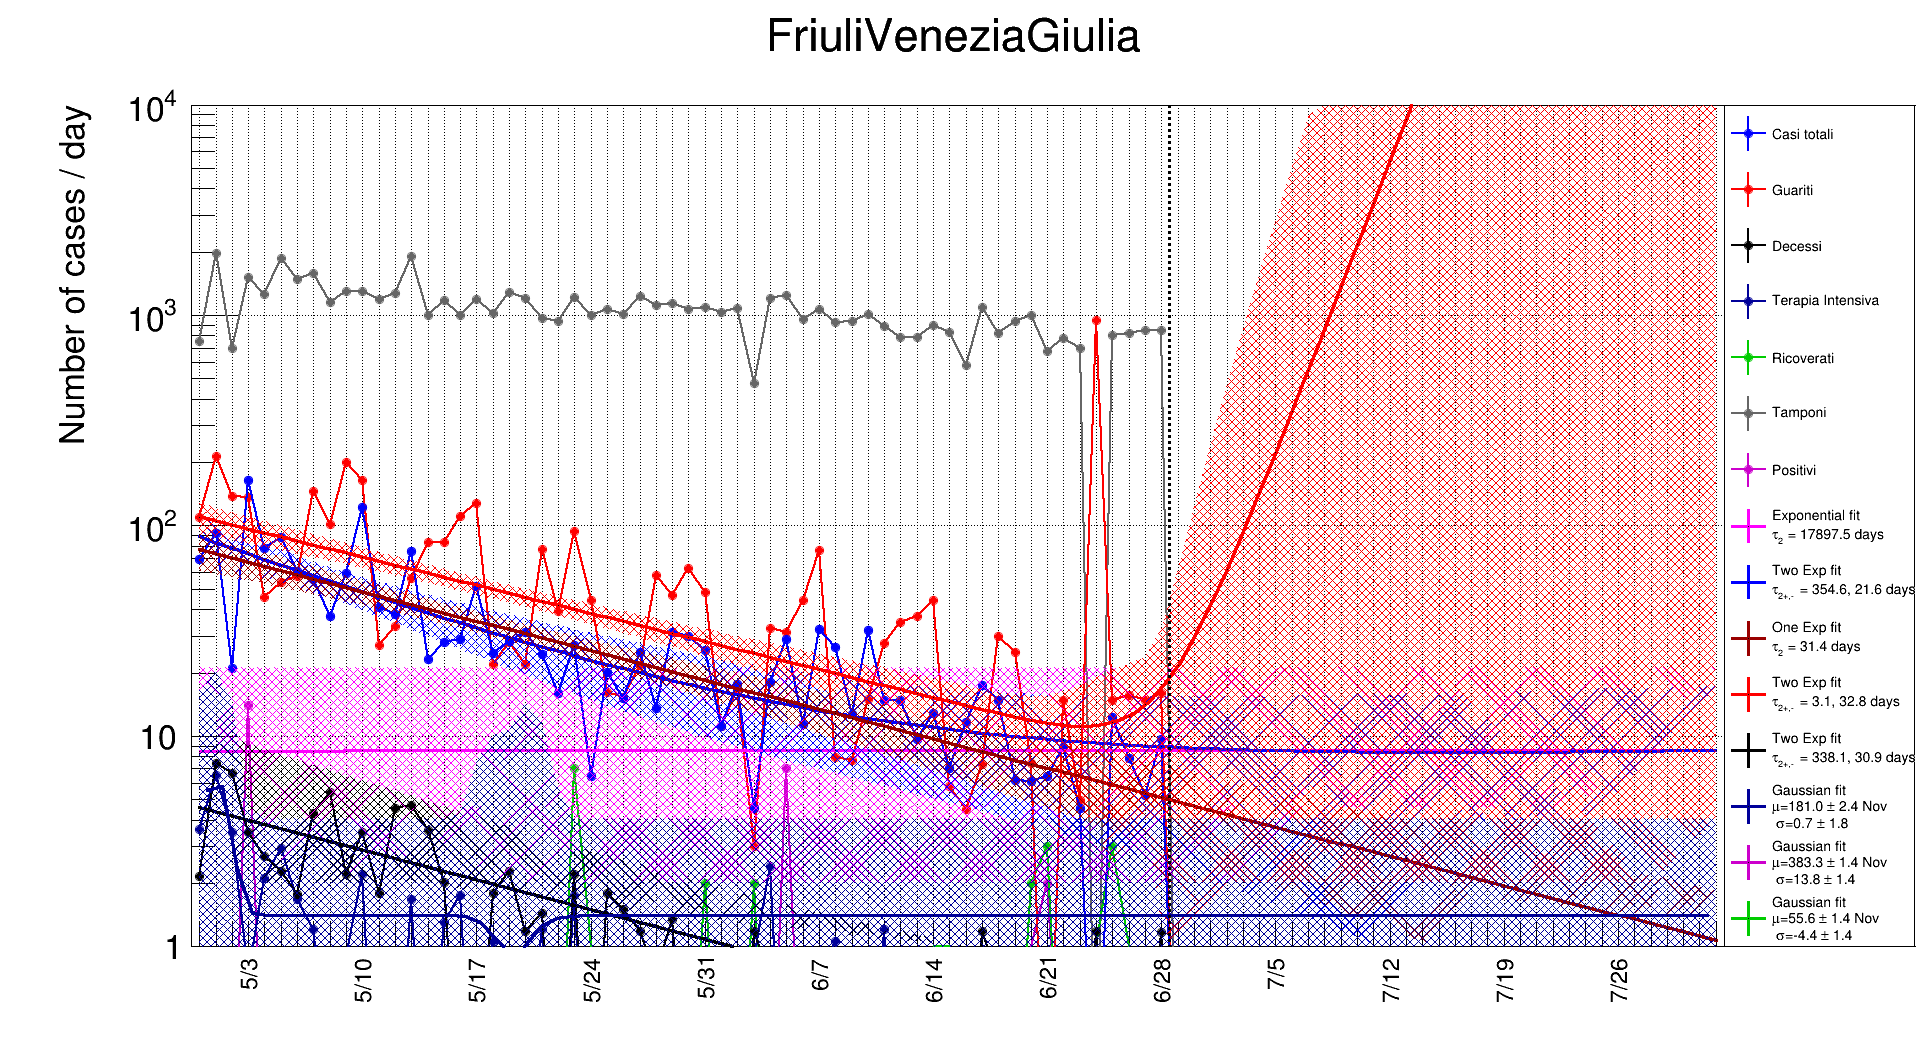 FriuliVeneziaGiulia
Number of cases / day
10^4
10^3
10^2
10
1
5/3
5/10
5/17
5/24
5/31
6/7
6/14
6/21
6/28
7/5
7/12
7/19
7/26
Casi totali
Guariti
Decessi
Terapia Intensiva
Ricoverati
Tamponi
Positivi
Exponential fit
τ2 = 17897.5 days
Two Exp fit
τ2+,- = 354.6, 21.6 days
One Exp fit
τ2 = 31.4 days
Two Exp fit
τ2+,- = 3.1, 32.8 days
Two Exp fit
τ2+,- = 338.1, 30.9 days
Gaussian fit
μ=181.0 ± 2.4 Nov
σ=0.7 ± 1.8
Gaussian fit
μ=383.3 ± 1.4 Nov
σ=13.8 ± 1.4
Gaussian fit
μ=55.6 ± 1.4 Nov
σ=-4.4 ± 1.4